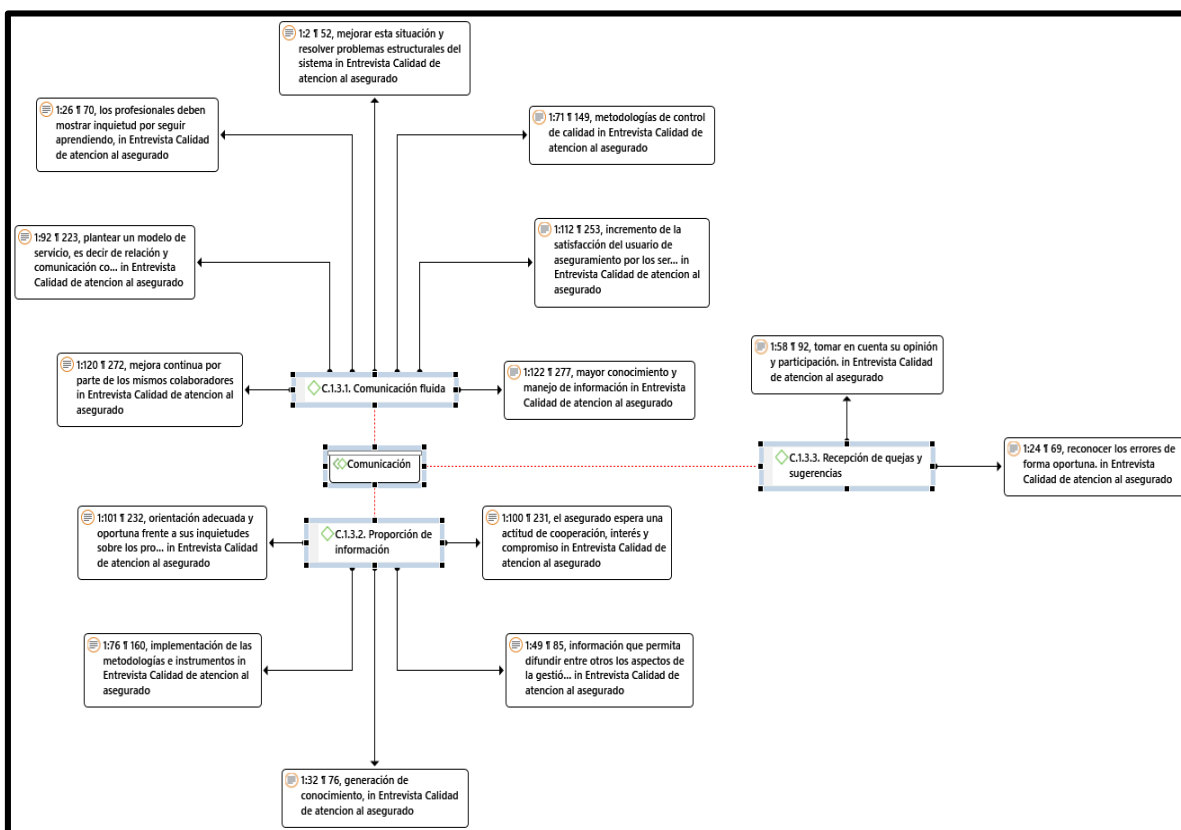 1:2 ¶ 52, mejorar esta situación y
resolver problemas estructurales del
sistema in Entrevista Calidad de
atencion al asegurado
1:26 ¶ 70, los profesionales deben
mostrar inquietud por seguir
aprendiendo, in Entrevista Calidad
de atencion al asegurado
1:71 ¶ 149, metodologías de control
de calidad in Entrevista Calidad de
atencion al asegurado
1:92 ¶ 223, plantear un modelo de
servicio, es decir de relación y
comunicación co... in Entrevista
Calidad de atencion al asegurado
1:112 ¶ 253, incremento de la
satisfacción del usuario de
aseguramiento por los ser... in
Entrevista Calidad de atencion al
asegurado
1:120 ¶ 272, mejora continua por
parte de los mismos colaboradores
in Entrevista Calidad de atencion al
asegurado
C.1.3.1. Comunicación fluida
1:122 ¶ 277, mayor conocimiento y
manejo de información in Entrevista
Calidad de atencion al asegurado
1:58 ¶ 92, tomar en cuenta su opinión
y participación. in Entrevista Calidad
de atencion al asegurado
Comunicación
C.1.3.3. Recepción de quejas y
sugerencias
1:24 ¶ 69, reconocer los errores de
forma oportuna. in Entrevista
Calidad de atencion al asegurado
1:101 ¶ 232, orientación adecuada y
oportuna frente a sus inquietudes
sobre los pro... in Entrevista Calidad
de atencion al asegurado
C.1.3.2. Proporción de
información
1:100 ¶ 231, el asegurado espera una
actitud de cooperación, interés y
compromiso in Entrevista Calidad de
atencion al asegurado
1:76 ¶ 160, implementación de las
metodologías e instrumentos in
Entrevista Calidad de atencion al
asegurado
1:49 ¶ 85, información que permita
difundir entre otros los aspectos de
la gestió... in Entrevista Calidad de
atencion al asegurado
1:32 ¶ 76, generación de
conocimiento, in Entrevista Calidad
de atencion al asegurado